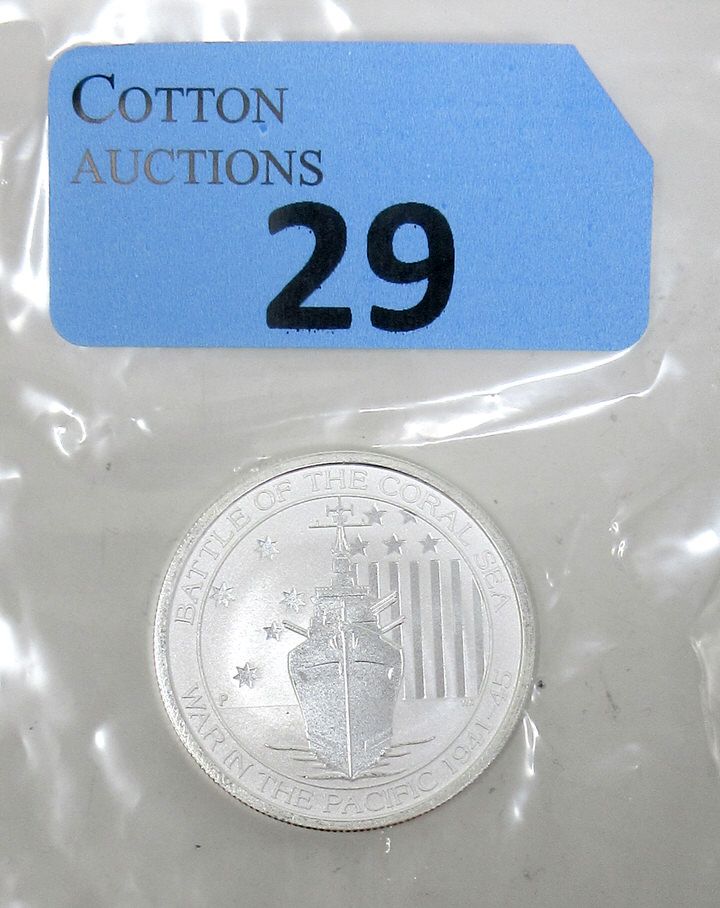 COTTON
AUCTIONS
29
BATTLE OF THE CORAL SEA
P
WAR IN THE PACIFIC 1941-45